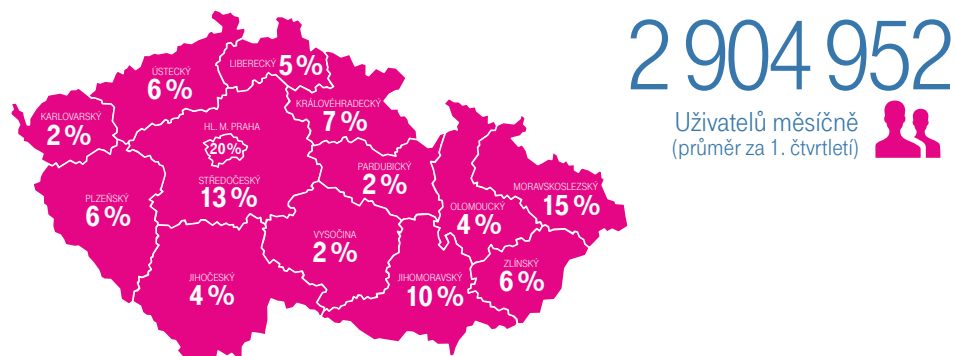 2 904 952
Uživatelů měsíčně
(průměr za 1. čtvrtletí)
LIBERECKÝ 5 %
ÚSTECKÝ
6 %
KRÁLOVÉHRADECKÝ
7 %
KARLOVARSKÝ
2 %
HL. M. PRAHA
20 %
PARDUBICKÝ
2 %
STŘEDOČESKÝ
13 %
MORAVSKOSLEZSKÝ
15 %
PLZEŇSKÝ
6 %
OLOMOUCKÝ
4 %
VYSOČINA
2 %
ZLÍNSKÝ
6 %
JIHOČESKÝ
4 %
JIHOMORAVSKÝ
10 %